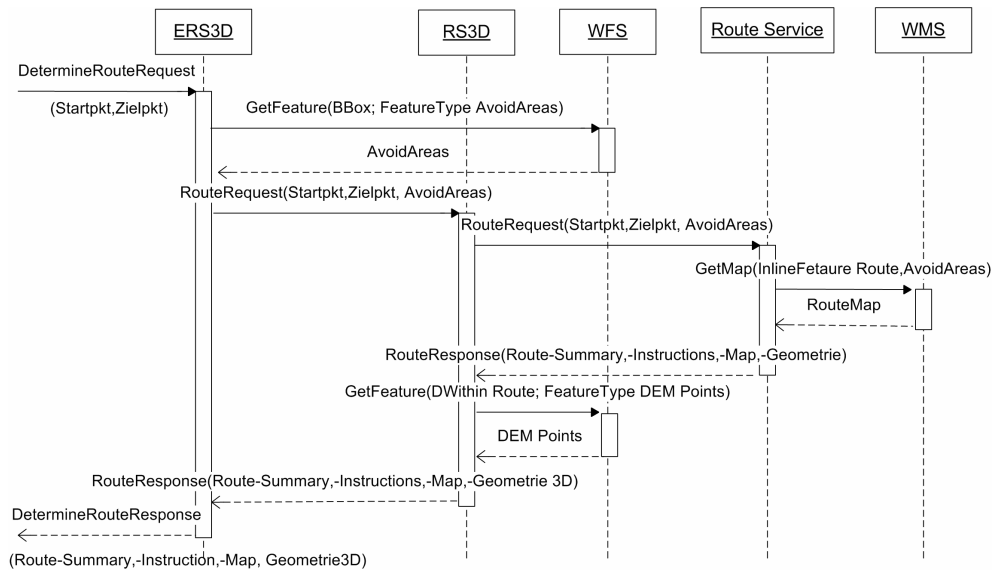 ERS3D
RS3D
WFS
Route Service
WMS
DetermineRouteRequest
(Startpkt,Zielpkt)
GetFeature(BBox; FeatureType AvoidAreas)
AvoidAreas
RouteRequest(Startpkt,Zielpkt, AvoidAreas)
RouteRequest(Startpkt,Zielpkt, AvoidAreas)
GetMap(InlineFetaure Route,AvoidAreas)
RouteMap
RouteResponse(Route-Summary,-Instructions,-Map,-Geometrie)
GetFeature(DWithin Route; FeatureType DEM Points)
DEM Points
RouteResponse(Route-Summary,-Instructions,-Map,-Geometrie 3D)
DetermineRouteResponse
(Route-Summary,-Instruction,-Map, Geometrie3D)